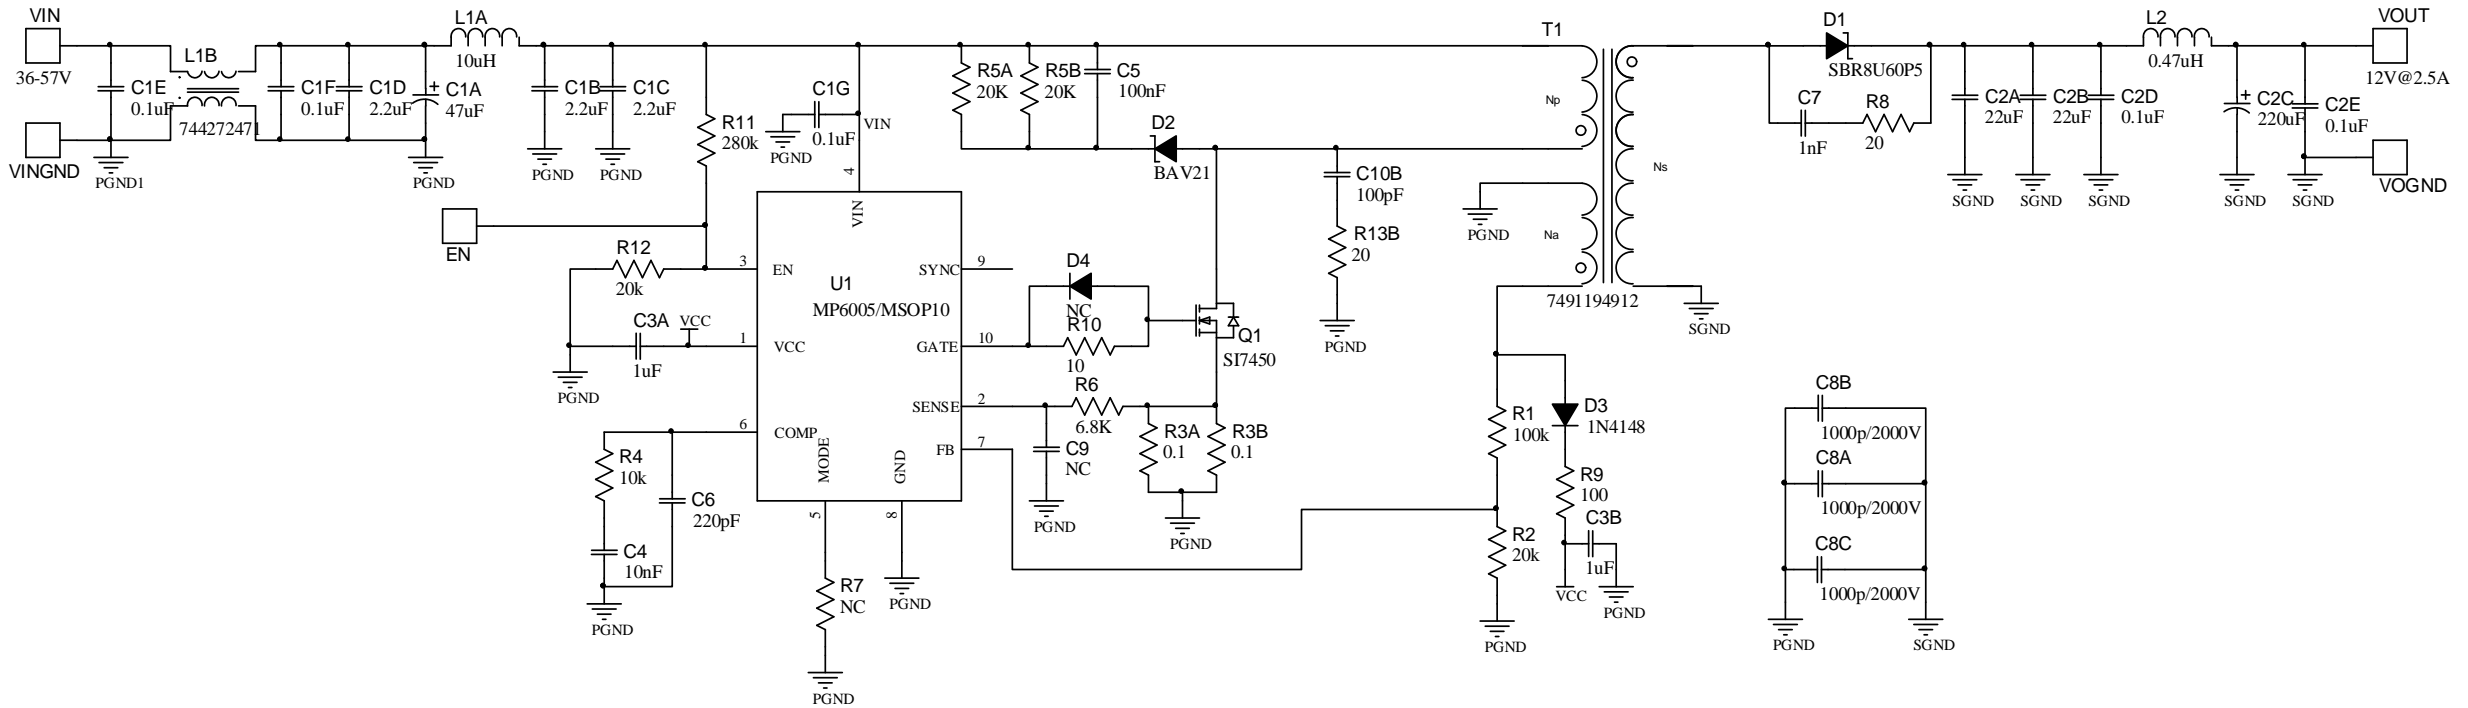 VIN
36-57V
VINGND
C1E
0.1uF
PGND1
L1B
744272471
C1F
0.1uF
C1D
2.2uF
C1A
47uF
PGND
L1A
10uH
C1B
2.2uF
PGND
C1C
2.2uF
PGND
R11
280k
C1G
0.1uF
PGND
VIN
4
R5A
20K
R5B
20K
C5
100nF
D2
BAV21
C10B
100pF
R13B
20
PGND
T1
Np
Na
Ns
PGND
7491194912
SGND
D1
SBR8U60P5
C7
1nF
R8
20
C2A
22uF
SGND
C2B
22uF
SGND
C2D
0.1uF
SGND
L2
0.47uH
C2C
220uF
SGND
C2E
0.1uF
SGND
VOUT
12V@2.5A
VOGND
EN
R12
20k
C3A
1uF
VCC
PGND
3
1
6
R4
10k
C4
10nF
C6
220pF
PGND
U1
MP6005/MSOP10
VIN
EN
VCC
COMP
MODE
GND
SYNC
GATE
SENSE
FB
9
10
2
7
5
8
R7
NC
PGND
PGND
D4
NC
R10
10
Q1
SI7450
R6
6.8K
C9
NC
PGND
R3A
0.1
R3B
0.1
PGND
R1
100k
R2
20k
PGND
D3
1N4148
R9
100
C3B
1uF
VCC
PGND
C8B
1000p/2000V
C8A
1000p/2000V
C8C
1000p/2000V
PGND
SGND